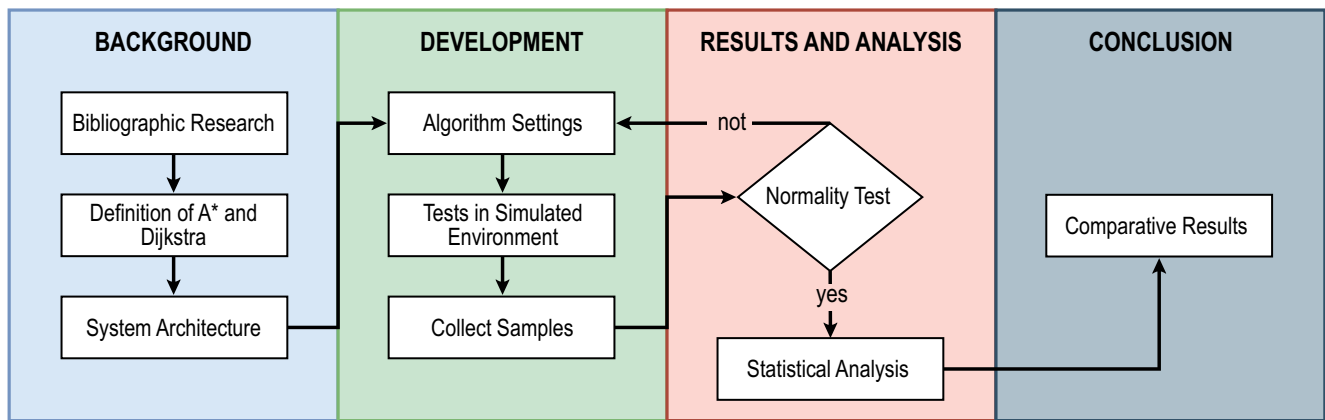 BACKGROUND
Bibliographic Research
Definition of A* and
Dijkstra
System Architecture
DEVELOPMENT
Algorithm Settings
Tests in Simulated
Environment
Collect Samples
RESULTS AND ANALYSIS
not
Normality Test
yes
Statistical Analysis
CONCLUSION
Comparative Results